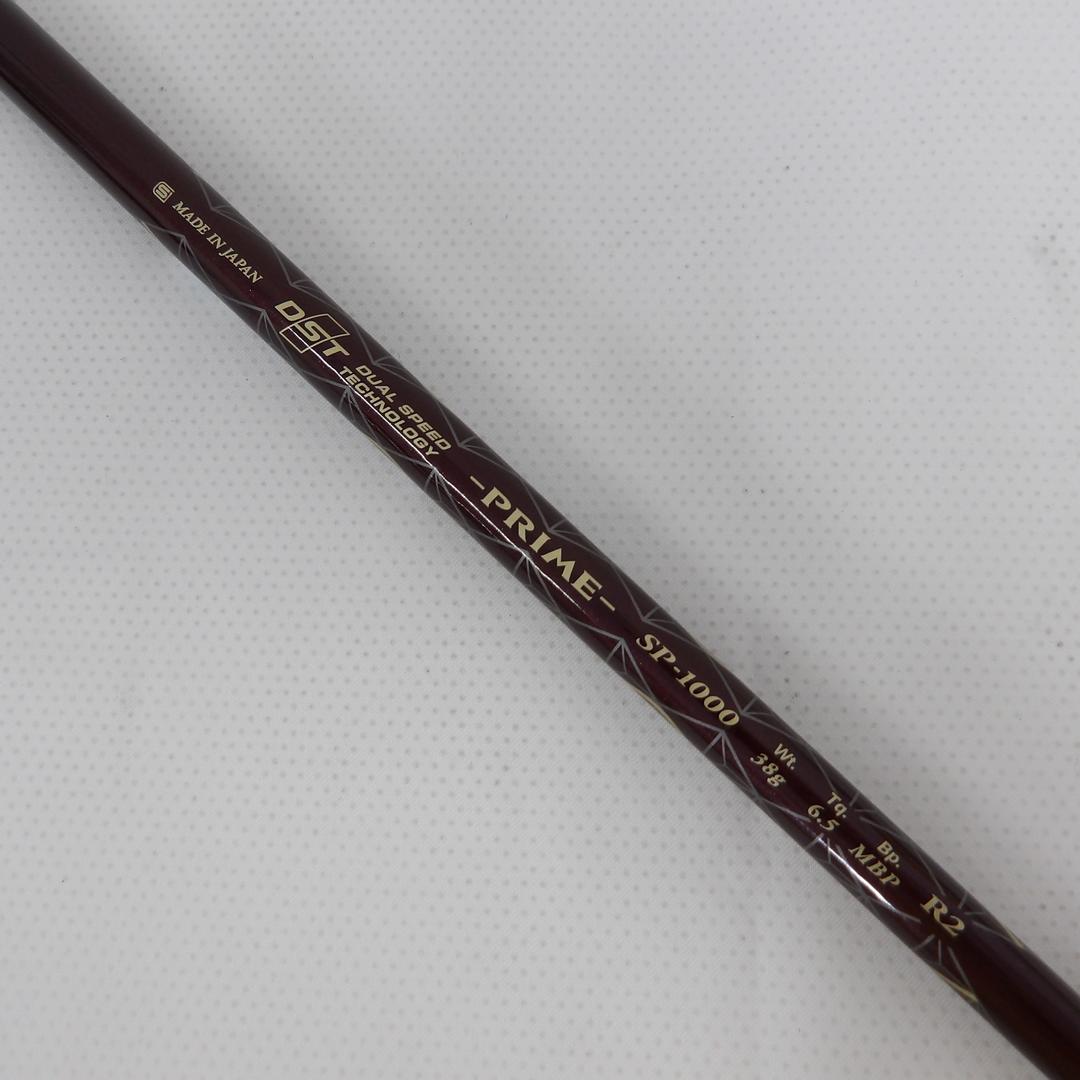 S MADE IN JAPAN
DST
DUAL SPEED
TECHNOLOGY
-PRIME-
SP-1000
Wt.
38g
Tq.
6.5
Bp.
MBP
R2